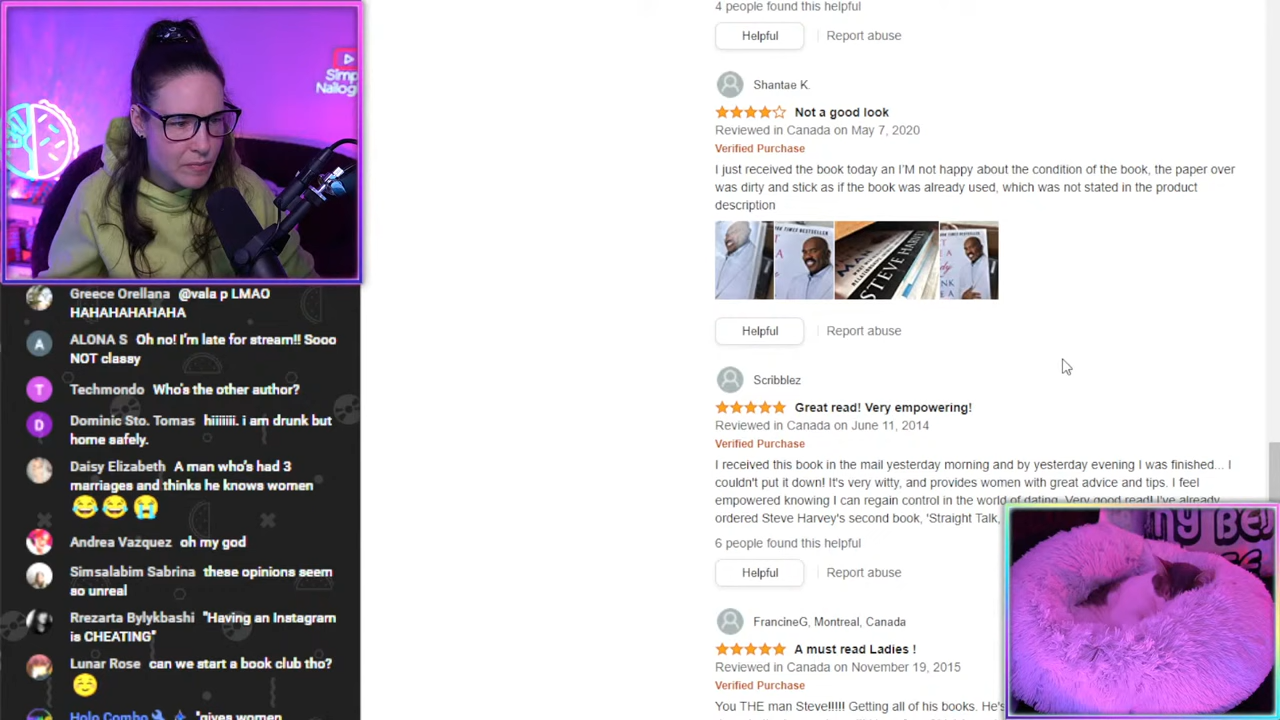 Simp
Nailog
4 people found this helpful
Helpful
Report abuse
Shantae K.
Not a good look
Reviewed in Canada on May 7, 2020
Verified Purchase
I just received the book today an I'M not happy about the condition of the book, the paper over
was dirty and stick as if the book was already used, which was not stated in the product
description
STEVE HARVE
Helpful
Report abuse
Scribblez
Great read! Very empowering!
Reviewed in Canada on June 11, 2014
Verified Purchase
I received this book in the mail yesterday morning and by yesterday evening I was finished... I
couldn't put it down! It's very witty, and provides women with great advice and tips. I feel
empowered knowing I can regain control in the world of dating. Very good read! I've already
ordered Steve Harvey's second book, 'Straight Talk,
6 people found this helpful
Helpful
Report abuse
FrancineG, Montreal, Canada
A must read Ladies !
Reviewed in Canada on November 19, 2015
Verified Purchase
You THE man Steve!!!!! Getting all of his books. He's
Greece Orellana @vala p LMAO
HAHAHAHAHAHA
ALONA S Oh no! I'm late for stream!! Sooo
NOT classy
Techmondo Who's the other author?
Dominic Sto. Tomas hiiiiiii. i am drunk but
home safely.
Daisy Elizabeth A man who's had 3
marriages and thinks he knows women
Andrea Vazquez oh my god
Simsalabim Sabrina these opinions seem
so unreal
Rrezarta Bylykbashi "Having an Instagram
is CHEATING"
Lunar Rose can we start a book club tho?
Holo Combo "gives women